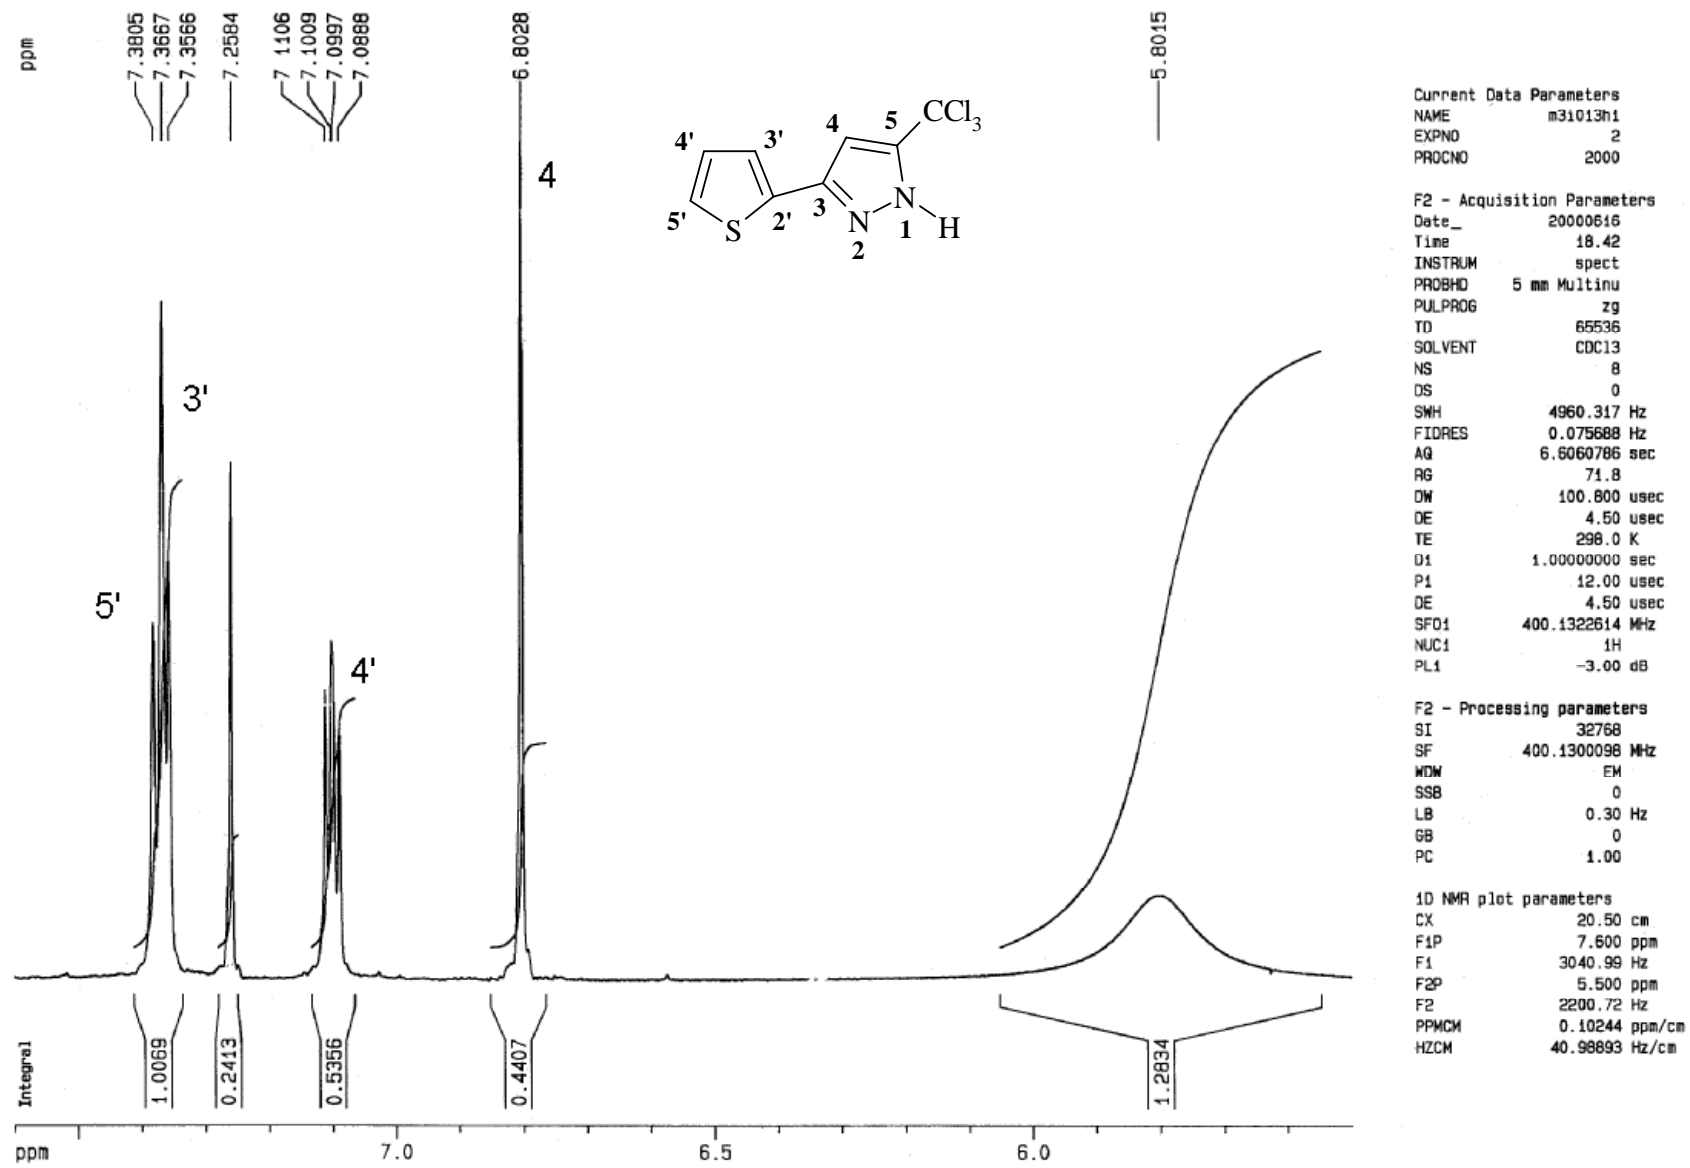 ppm
7.3805
7.3667
7.3566
7.2584
7.1106
7.1009
7.0997
7.0888
6.8028
5.8015
4
4'
3'
5'
S
2'
3
4
5
CCl3
N
2
N
1
H
3'
5'
4'
Integral
1.0069
0.2413
0.5356
0.4407
1.2834
ppm 7.0 6.5 6.0
Current Data Parameters
NAME m3i013h1
EXPNO 2
PROCNO 2000
F2 - Acquisition Parameters
Date_ 20000616
Time 18.42
INSTRUM spect
PROBHD 5 mm Multinu
PULPROG zg
TD 65536
SOLVENT CDCl3
NS 8
DS 0
SWH 4960.317 Hz
FIDRES 0.075688 Hz
AQ 6.6060786 sec
RG 71.8
DW 100.800 usec
DE 4.50 usec
TE 298.0 K
D1 1.00000000 sec
P1 12.00 usec
DE 4.50 usec
SFO1 400.1322614 MHz
NUC1 1H
PL1 -3.00 dB
F2 - Processing parameters
SI 32768
SF 400.1300098 MHz
WDW EM
SSB 0
LB 0.30 Hz
GB 0
PC 1.00
1D NMR plot parameters
CX 20.50 cm
F1P 7.600 ppm
F1 3040.99 Hz
F2P 5.500 ppm
F2 2200.72 Hz
PPMCM 0.10244 ppm/cm
HZCM 40.98893 Hz/cm